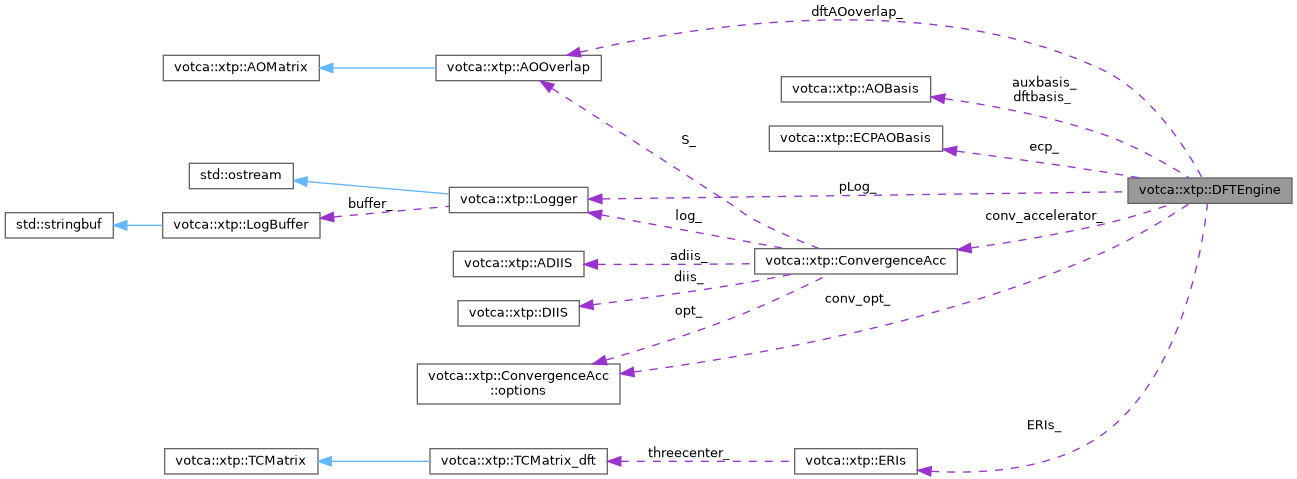 dftAOoverlap_
votca::xtp::AOMatrix
votca::xtp::AOOverlap
votca::xtp::AOBasis
auxbasis_
dftbasis_
votca::xtp::ECPAOBasis
S_
ecp_
std::ostream
votca::xtp::Logger
pLog_
votca::xtp::DFTEngine
buffer_
std::stringbuf
votca::xtp::LogBuffer
log_
conv_accelerator_
adiis_
votca::xtp::ADIIS
votca::xtp::ConvergenceAcc
diis_
votca::xtp::DIIS
opt_
conv_opt_
votca::xtp::ConvergenceAcc
::options
ERIs_
threecenter_
votca::xtp::TCMatrix
votca::xtp::TCMatrix_dft
votca::xtp::ERIs